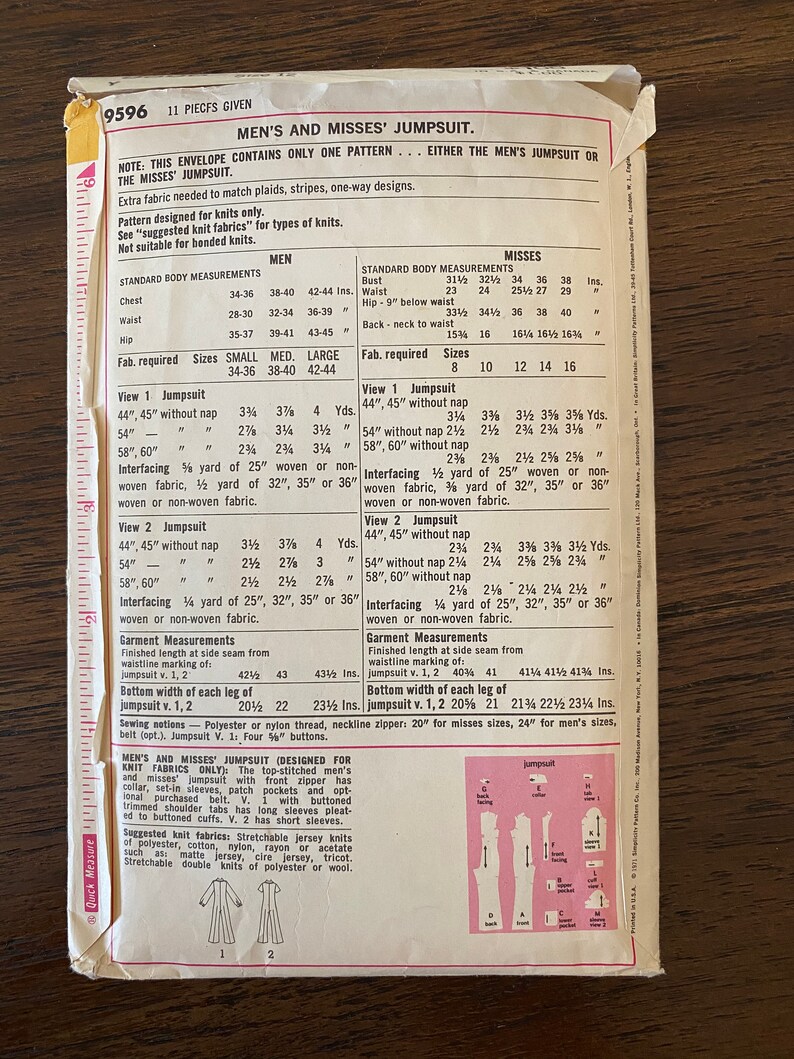 9596 11 PIECES GIVEN
MEN'S AND MISSES' JUMPSUIT.
NOTE: THIS ENVELOPE CONTAINS ONLY ONE PATTERN . . . EITHER THE MEN'S JUMPSUIT OR
THE MISSES' JUMPSUIT.
Extra fabric needed to match plaids, stripes, one-way designs.
Pattern designed for knits only.
See "suggested knit fabrics" for types of knits.
Not suitable for bonded knits.
MEN
STANDARD BODY MEASUREMENTS
Chest 34-36 38-40 42-44 Ins.
Waist 28-30 32-34 36-39 "
Hip 35-37 39-41 43-45 "
Fab. required Sizes SMALL MED. LARGE
34-36 38-40 42-44
View 1 Jumpsuit
44", 45" without nap 3¾ 3⅞ 4 Yds.
54" — " " 2⅞ 3¼ 3½ "
58", 60" " " 2¾ 2¾ 3¼ "
Interfacing ⅝ yard of 25" woven or non-
woven fabric, ½ yard of 32", 35" or 36"
woven or non-woven fabric.
View 2 Jumpsuit
44", 45" without nap 3½ 3⅞ 4 Yds.
54" — " " 2½ 2⅞ 3 "
58", 60" " " 2½ 2½ 2⅞ "
Interfacing ¼ yard of 25", 32", 35" or 36"
woven or non-woven fabric.
Garment Measurements
Finished length at side seam from
waistline marking of:
jumpsuit v. 1, 2 42½ 43 43½ Ins.
Bottom width of each leg of
jumpsuit v. 1, 2 20½ 22 23½ Ins.
MISSES
STANDARD BODY MEASUREMENTS
Bust 31½ 32½ 34 36 38 Ins.
Waist 23 24 25½ 27 29 "
Hip - 9" below waist
33½ 34½ 36 38 40 "
Back - neck to waist
15¾ 16 16¼ 16½ 16¾ "
Fab. required Sizes
8 10 12 14 16
View 1 Jumpsuit
44", 45" without nap
3¼ 3⅜ 3½ 3⅝ 3⅝ Yds.
54" without nap 2½ 2½ 2¾ 2¾ 3⅛ "
58", 60" without nap
2⅜ 2⅜ 2½ 2⅝ 2⅝ "
Interfacing ½ yard of 25" woven or non-
woven fabric, ⅜ yard of 32", 35" or 36"
woven or non-woven fabric.
View 2 Jumpsuit
44", 45" without nap
2¾ 2¾ 3⅜ 3⅜ 3½ Yds.
54" without nap 2¼ 2¼ 2⅝ 2⅝ 2¾ "
58", 60" without nap
2⅛ 2⅛ 2¼ 2¼ 2½ "
Interfacing ¼ yard of 25", 32", 35" or 36"
woven or non-woven fabric.
Garment Measurements
Finished length at side seam from
waistline marking of:
jumpsuit v. 1, 2 40¾ 41 41¼ 41½ 41¾ Ins.
Bottom width of each leg of
jumpsuit v. 1, 2 20⅝ 21 21¾ 22½ 23¼ Ins.
Sewing notions — Polyester or nylon thread, neckline zipper: 20" for misses sizes, 24" for men's sizes,
belt (opt.). Jumpsuit V. 1: Four ⅝" buttons.
MEN'S AND MISSES' JUMPSUIT (DESIGNED FOR
KNIT FABRICS ONLY): The top-stitched men's
and misses' jumpsuit with front zipper has
collar, set-in sleeves, patch pockets and opt-
ional purchased belt. V. 1 with buttoned
trimmed shoulder tabs has long sleeves pleat-
ed to buttoned cuffs. V. 2 has short sleeves.
Suggested knit fabrics: Stretchable jersey knits
of polyester, cotton, nylon, rayon or acetate
such as: matte jersey, cire jersey, tricot.
Stretchable double knits of polyester or wool.
1 2
jumpsuit
G
back
facing
E
collar
H
tab
view 1
K
sleeve
view 1
F
front
facing
L
cuff
view 1
B
upper
pocket
D
back
A
front
C
lower
pocket
M
sleeve
view 2
6
3
2
Quick Measure
Printed in U.S.A. © 1971 Simplicity Pattern Co. Inc. 200 Madison Avenue, New York, N.Y. 10016 • In Canada: Dominion Simplicity Pattern Ltd., 120 Mack Ave., Scarborough, Ont. • In Great Britain: Simplicity Patterns Ltd., 39-45 Tottenham Court Rd., London, W. 1.,